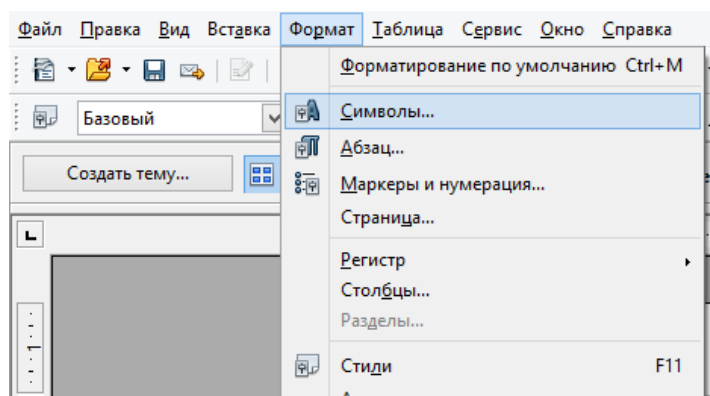 Файл Правка Вид Вставка Формат Таблица Сервис Окно Справка
Форматирование по умолчанию Ctrl+M
Базовый
Символы...
Абзац...
Создать тему...
Маркеры и нумерация...
Страница...
Регистр
Столбцы...
Разделы...
1
Стили F11